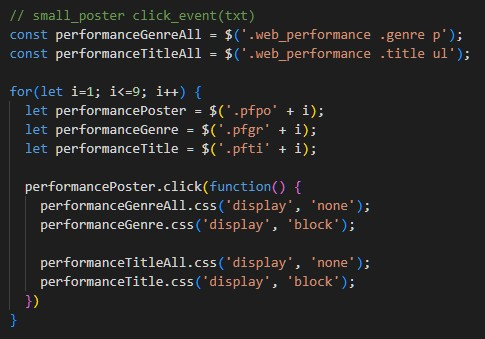 // small_poster click_event(txt)
const performanceGenreAll = $('.web_performance .genre p');
const performanceTitleAll = $('.web_performance .title ul');

for(let i=1; i<=9; i++) {
  let performancePoster = $('.pfpo' + i);
  let performanceGenre = $('.pfgr' + i);
  let performanceTitle = $('.pfti' + i);

  performancePoster.click(function() {
    performanceGenreAll.css('display', 'none');
    performanceGenre.css('display', 'block');

    performanceTitleAll.css('display', 'none');
    performanceTitle.css('display', 'block');
  })
}